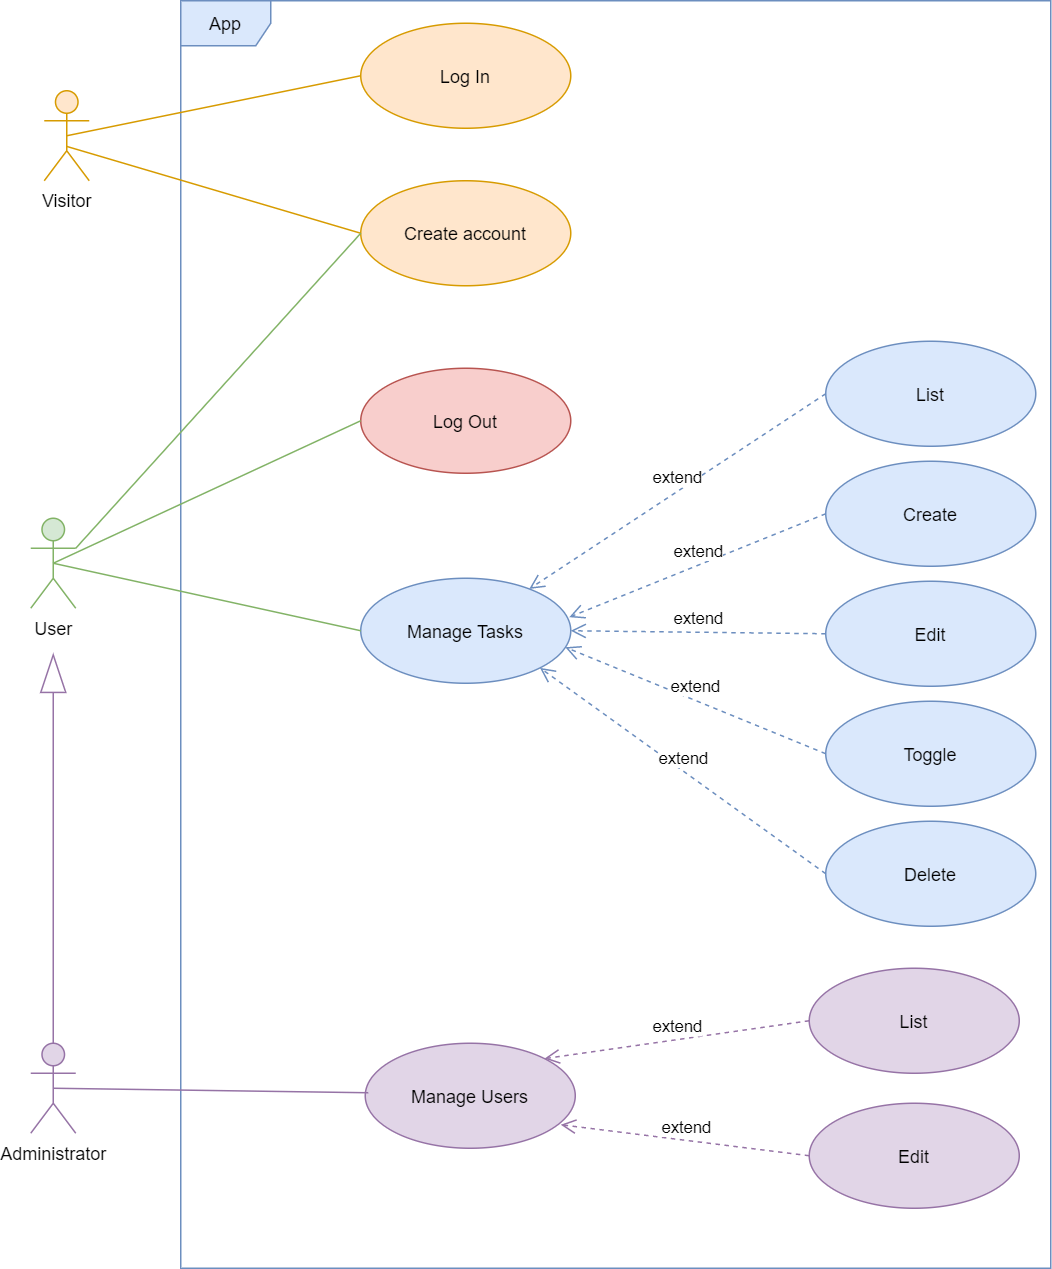 App
Log In
Visitor
Create account
List
Log Out
extend
Create
extend
extend
User
Manage Tasks
Edit
extend
Toggle
extend
Delete
List
extend
Manage Users
extend
Administrator
Edit